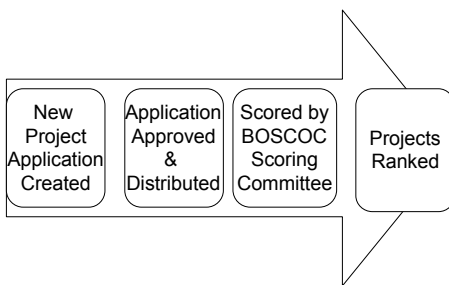 New
Project
Application
Created
Application
Approved
&
Distributed
Scored by
BOSCOC
Scoring
Committee
Projects
Ranked